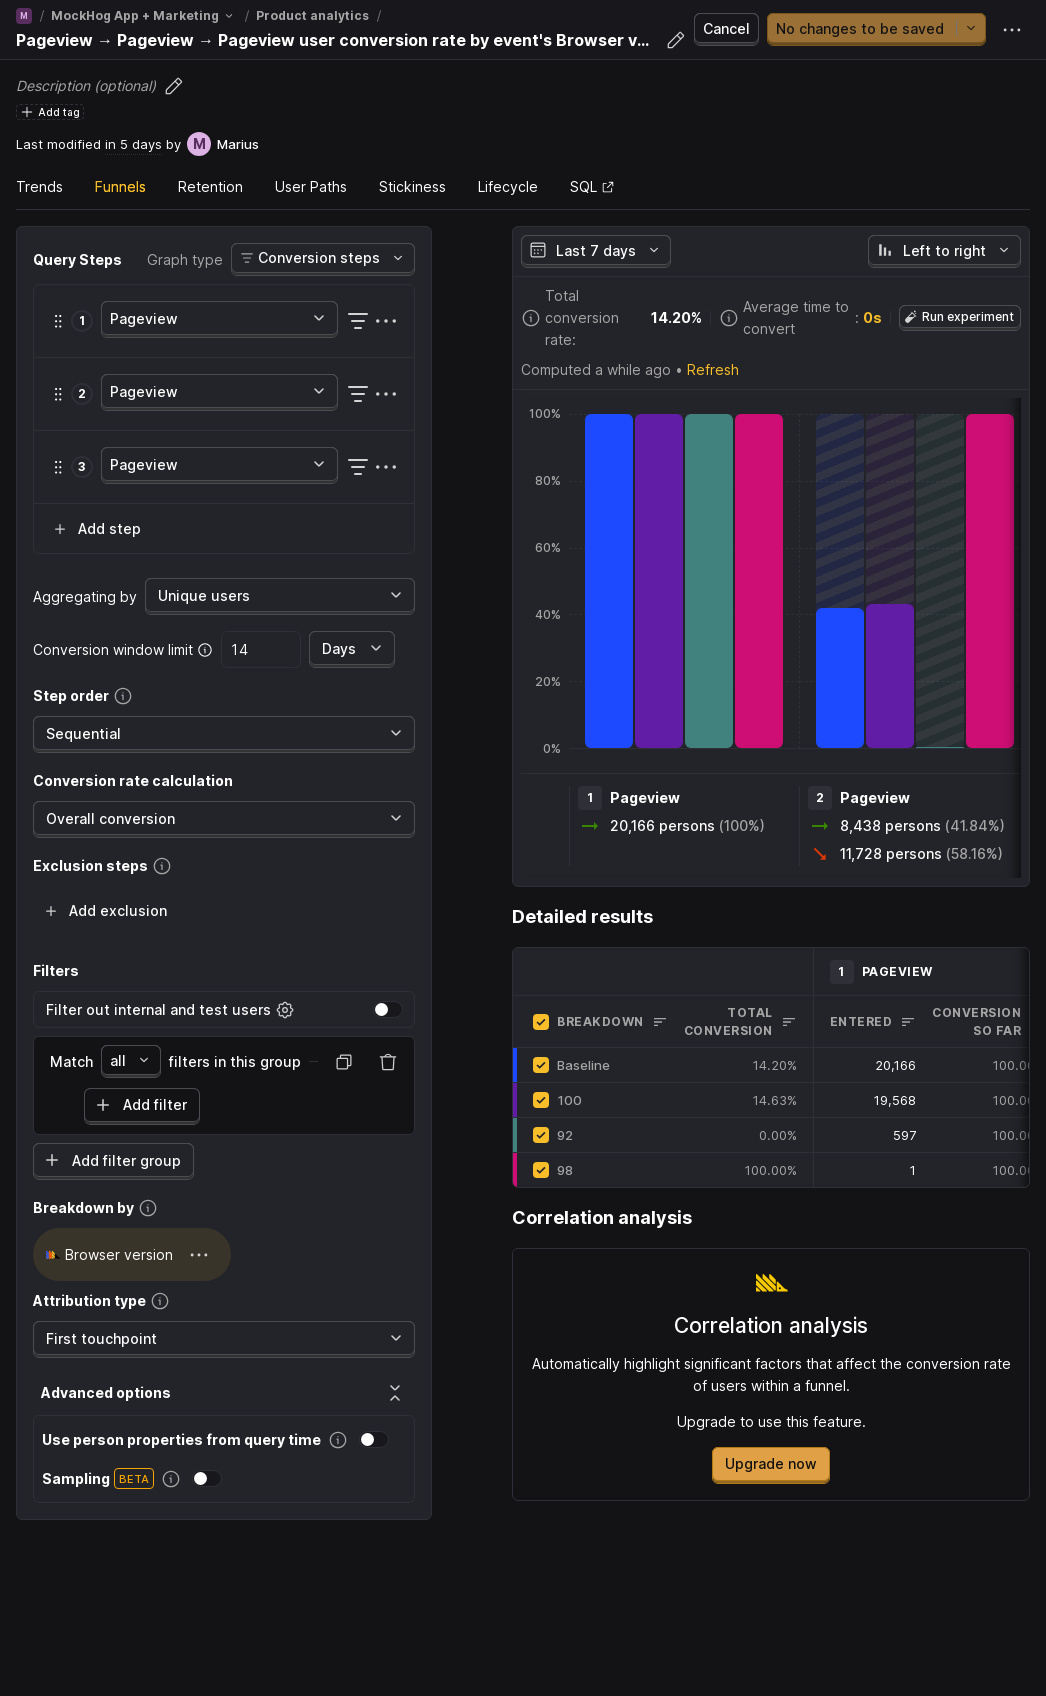 M / MockHog App + Marketing / Product analytics /
Pageview → Pageview → Pageview user conversion rate by event's Browser v...
Cancel
No changes to be saved
Description (optional)
Add tag
Last modified in 5 days by M Marius
Trends Funnels Retention User Paths Stickiness Lifecycle SQL
Query Steps Graph type Conversion steps
1 Pageview
2 Pageview
3 Pageview
Add step
Aggregating by Unique users
Conversion window limit 14 Days
Step order
Sequential
Conversion rate calculation
Overall conversion
Exclusion steps
Add exclusion
Filters
Filter out internal and test users
Match all filters in this group
Add filter
Add filter group
Breakdown by
Browser version
Attribution type
First touchpoint
Advanced options
Use person properties from query time
Sampling BETA
Last 7 days Left to right
Total conversion rate: 14.20%
Average time to convert : 0s
Run experiment
Computed a while ago • Refresh
100%
80%
60%
40%
20%
0%
1 Pageview
20,166 persons (100%)
2 Pageview
8,438 persons (41.84%)
11,728 persons (58.16%)
Detailed results
1 PAGEVIEW
BREAKDOWN TOTAL CONVERSION ENTERED CONVERSION SO FAR
Baseline 14.20% 20,166 100.00
100 14.63% 19,568 100.00
92 0.00% 597 100.00
98 100.00% 1 100.00
Correlation analysis
Correlation analysis
Automatically highlight significant factors that affect the conversion rate
of users within a funnel.
Upgrade to use this feature.
Upgrade now